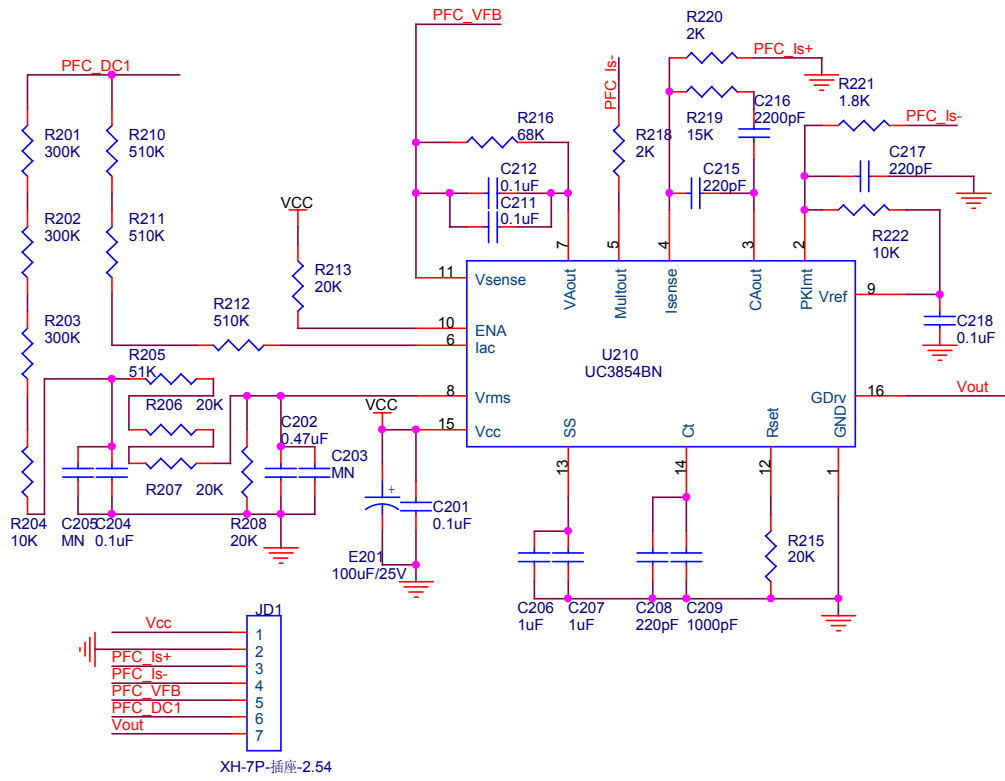 PFC_VFB
R220
2K
PFC_Is+
PFC_DC1
R221
1.8K
PFC_Is-
R219
15K
C216
2200pF
PFC_Is-
R201
300K
R210
510K
R216
68K
R218
2K
C212
0.1uF
C211
0.1uF
C215
220pF
C217
220pF
R202
300K
R211
510K
VCC
R222
10K
7
5
4
3
2
R213
20K
11
Vsense
VAout
Multout
Isense
CAout
PKlmt
Vref
9
R212
510K
10
ENA
6
Iac
C218
0.1uF
R203
300K
U210
UC3854BN
R205
51K
R206
20K
8
Vrms
GDrv
16
Vout
VCC
15
Vcc
SS
Ct
Rset
GND
C202
0.47uF
C203
MN
13
14
12
1
R207
20K
R204
10K
C205
MN
C204
0.1uF
R208
20K
+
C201
0.1uF
E201
100uF/25V
R215
20K
C206
1uF
C207
1uF
C208
220pF
C209
1000pF
JD1
Vcc
1
2
PFC_Is+
3
PFC_Is-
4
PFC_VFB
5
PFC_DC1
6
Vout
7
XH-7P-插座-2.54